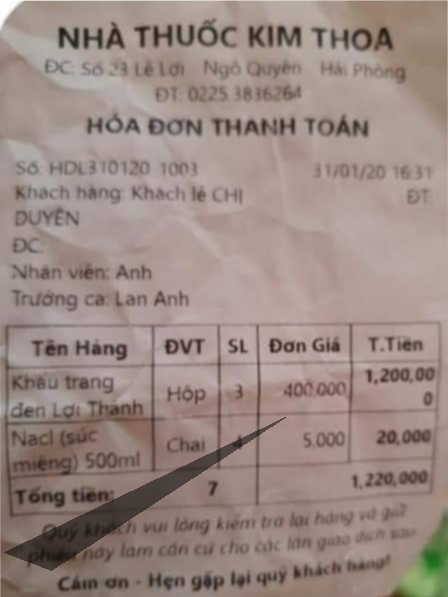 NHÀ THUỐC KIM THOA
ĐC: Số 23 Lê Lợi Ngô Quyền Hải Phòng
ĐT: 0225.3836264
HÓA ĐƠN THANH TOÁN
Số: HDL310120 1003 31/01/20 16:31
Khách hàng: Khách lẻ CHỊ ĐT:
DUYÊN
ĐC:
Nhân viên: Anh
Trưởng ca: Lan Anh
Tên Hàng ĐVT SL Đơn Giá T.Tiền
Khẩu trang đen Lợi Thành Hộp 3 400.000 1,200,000
Nacl (súc miệng) 500ml Chai 4 5,000 20,000
Tổng tiền: 7 1,220,000
Quý khách vui lòng kiểm tra lại hàng và giữ
phiếu này làm căn cứ cho các lần giao dịch sau
Cám ơn - Hẹn gặp lại quý khách hàng!